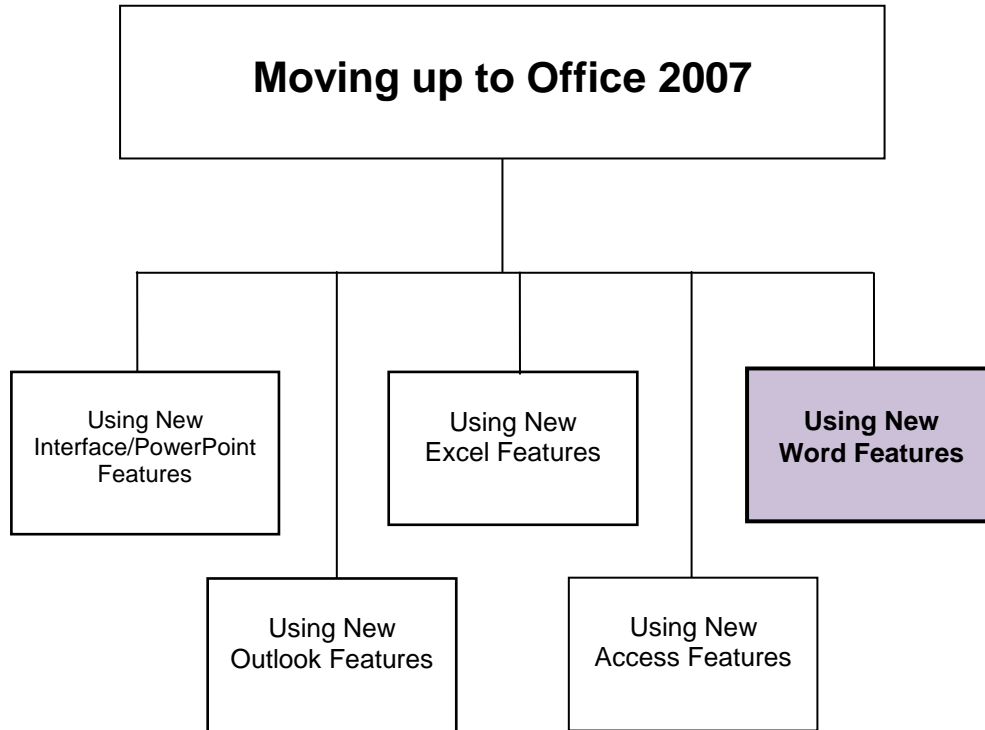 Moving up to Office 2007
Using New
Interface/PowerPoint
Features
Using New
Excel Features
Using New
Word Features
Using New
Outlook Features
Using New
Access Features